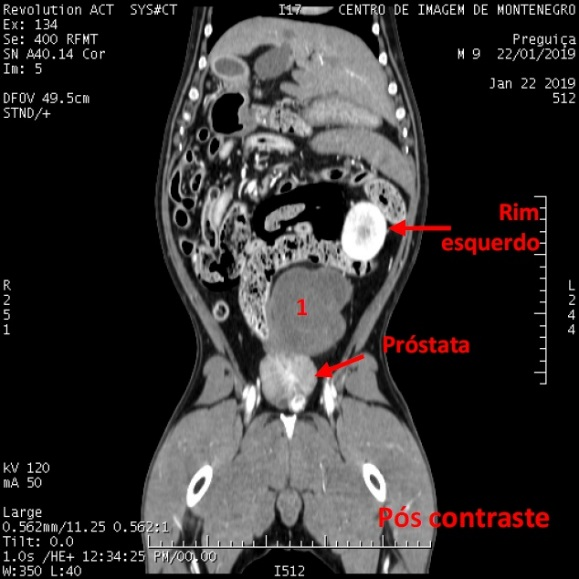 Revolution ACT SYS#CT I17 CENTRO DE IMAGEM DE MONTENEGRO
Ex: 134
Se: 400 RFMT Preguiça
SN A40.14 Cor M 9 22/01/2019
Im: 5
Jan 22 2019
DFOV 49.5cm 512
STND/+
Rim
esquerdo
R L
2 2
5 4
1 4
1
Próstata
kV 120
mA 50
Large
0.562mm/11.25 0.562:1
Pós contraste
Tilt: 0.0
1.0s /HE+ 12:34:25 PM/00.00
W:350 L:40 I512